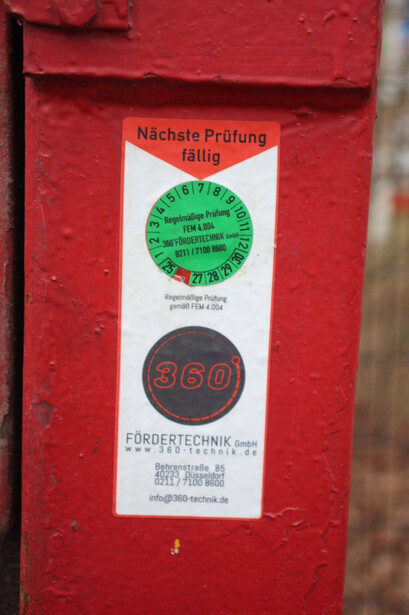 Nächste Prüfung
fällig
1 2 3 4 5 6 7 8 9 10 11 12
Regelmäßige Prüfung
FEM 4.004
360°FÖRDERTECHNIK GmbH
0211 / 7100 8600
25 27 28 29 30
Regelmäßige Prüfung
gemäß FEM 4.004
360°
FÖRDERTECHNIK GmbH
www.360-technik.de
Behrenstraße 85
40233 Düsseldorf
0211 / 7100 8600
info@360-technik.de